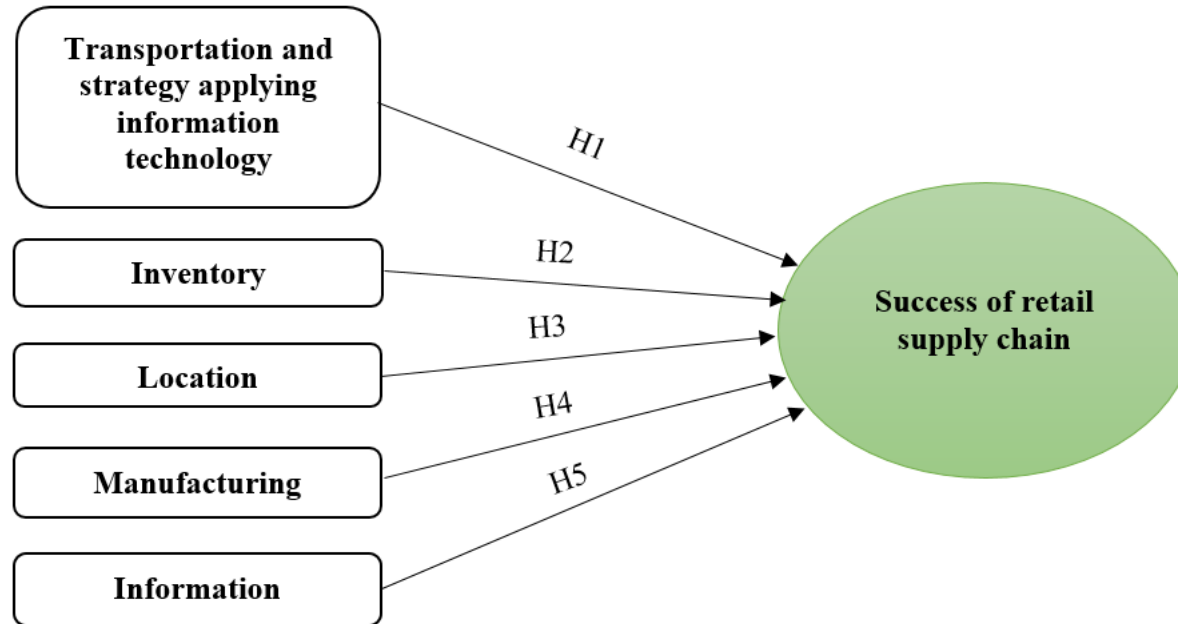 Transportation and
strategy applying
information
technology
H1
Inventory
H2
Location
H3
Manufacturing
H4
Information
H5
Success of retail
supply chain